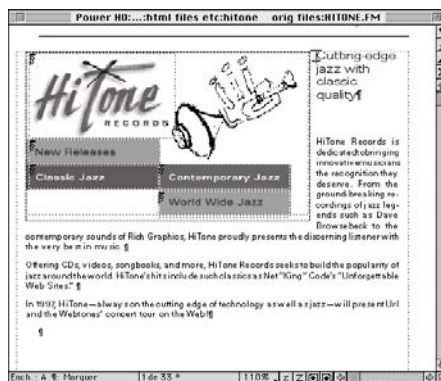 Power HD:...:html files etc:hitone orig files:HITONE.FM
HiTone
RECORDS
New Releases
Classic Jazz
Contemporary Jazz
World Wide Jazz
Cutting-edge
jazz with
classic
quality¶
HiTone Records is
dedicated to bringing
innovative musicians
the recognition they
deserve. From the
ground-breaking re-
cordings of jazz leg-
ends such as Dave
Browsebeck to the
contemporary sounds of Rich Graphics, HiTone proudly presents the discerning listener with
the very best in music. ¶
Offering CDs, videos, songbooks, and more, HiTone Records seeks to build the popularity of
jazz around the world. HiTone's hits include such classics as Net "King" Code's "Unforgettable
Web Sites." ¶
In 1997, HiTone—always on the cutting edge of technology as well as jazz—will present Url
and the Webtones' concert tour on the Web!¶
¶
Ench.: A ¶: Marquer 1 de 33 * 110% z Z